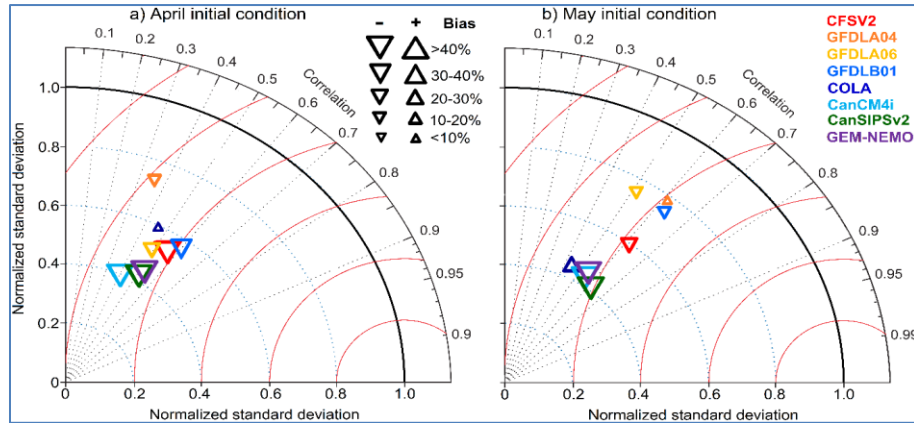 a) April initial condition
- + Bias
>40%
30-40%
20-30%
10-20%
<10%
Correlation
0.1
0.2
0.3
0.4
0.5
0.6
0.7
0.8
0.9
0.95
0.9
Normalized standard deviation
1.0
0.8
0.6
0.4
0.2
0
0 0.2 0.4 0.6 0.8 1.0
Normalized standard deviation
b) May initial condition
Correlation
0.1
0.2
0.3
0.4
0.5
0.6
0.7
0.8
0.9
0.95
0.99
0 0.2 0.4 0.6 0.8 1.0
Normalized standard deviation
CFSV2
GFDLA04
GFDLA06
GFDLB01
COLA
CanCM4i
CanSIPSv2
GEM-NEMO